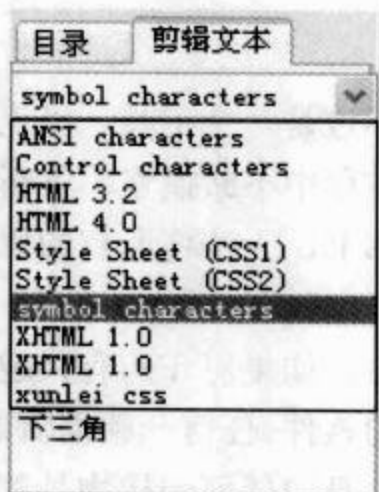 目录 剪辑文本
symbol characters
ANSI characters
Control characters
HTML 3.2
HTML 4.0
Style Sheet (CSS1)
Style Sheet (CSS2)
symbol characters
XHTML 1.0
XHTML 1.0
xunlei css
下三角